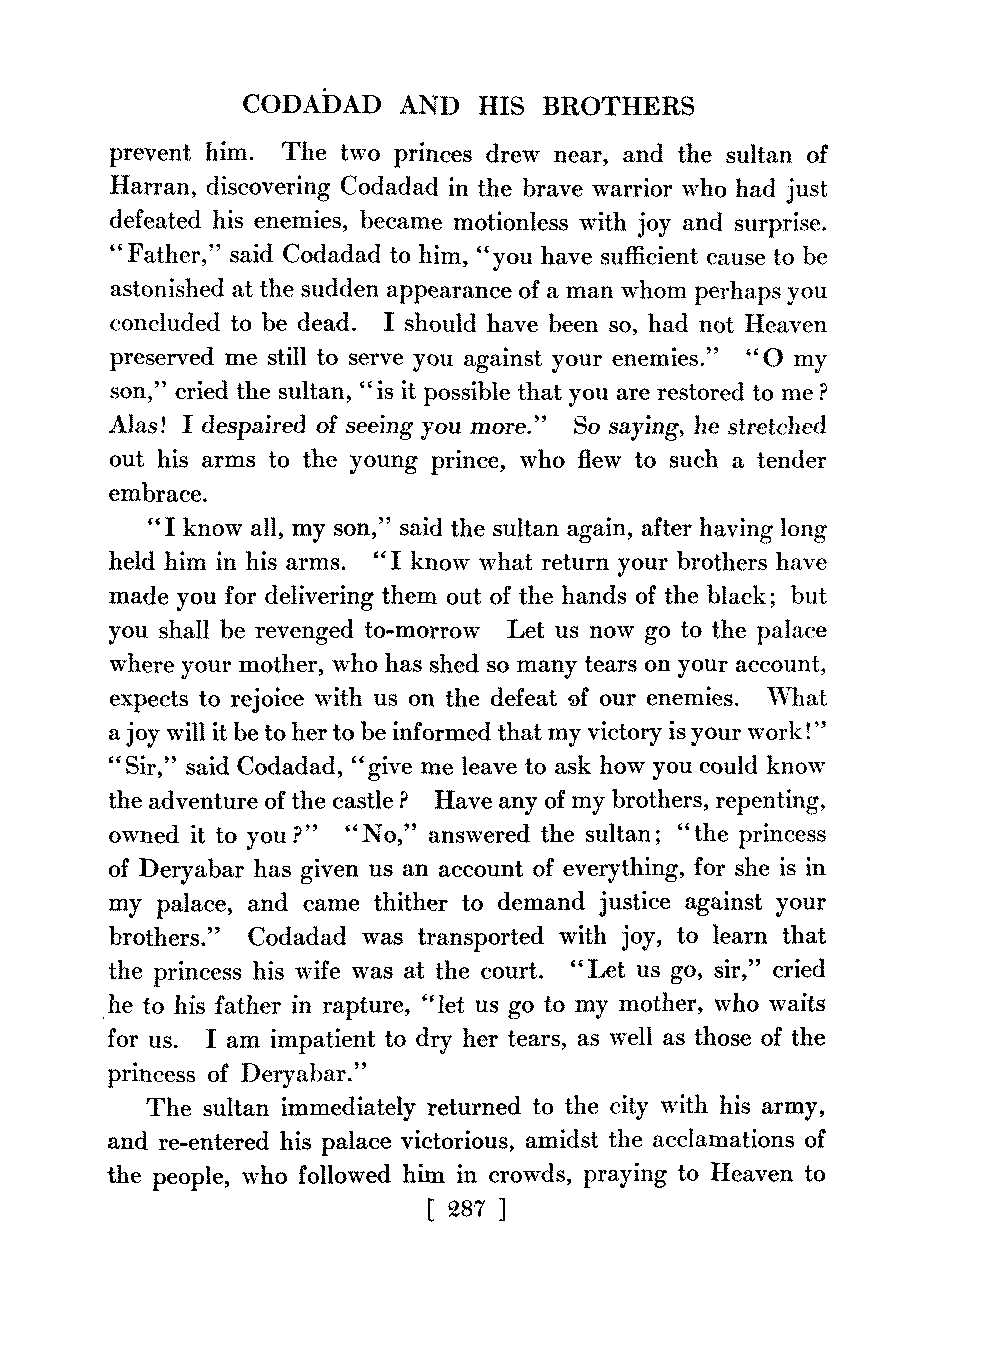 CODADAD AND HIS BROTHERS
prevent him. The two princes drew near, and the sultan of
Harran, discovering Codadad in the brave warrior who had just
defeated his enemies, became motionless with joy and surprise.
“Father,” said Codadad to him, “you have sufficient cause to be
astonished at the sudden appearance of a man whom perhaps you
concluded to be dead. I should have been so, had not Heaven
preserved me still to serve you against your enemies.” “O my
son,” cried the sultan, “is it possible that you are restored to me?
Alas! I despaired of seeing you more.” So saying, he stretched
out his arms to the young prince, who flew to such a tender
embrace.
“I know all, my son,” said the sultan again, after having long
held him in his arms. “I know what return your brothers have
made you for delivering them out of the hands of the black; but
you shall be revenged to-morrow Let us now go to the palace
where your mother, who has shed so many tears on your account,
expects to rejoice with us on the defeat of our enemies. What
a joy will it be to her to be informed that my victory is your work!”
“Sir,” said Codadad, “give me leave to ask how you could know
the adventure of the castle? Have any of my brothers, repenting,
owned it to you?” “No,” answered the sultan; “the princess
of Deryabar has given us an account of everything, for she is in
my palace, and came thither to demand justice against your
brothers.” Codadad was transported with joy, to learn that
the princess his wife was at the court. “Let us go, sir,” cried
he to his father in rapture, “let us go to my mother, who waits
for us. I am impatient to dry her tears, as well as those of the
princess of Deryabar.”
The sultan immediately returned to the city with his army,
and re-entered his palace victorious, amidst the acclamations of
the people, who followed him in crowds, praying to Heaven to
[ 287 ]